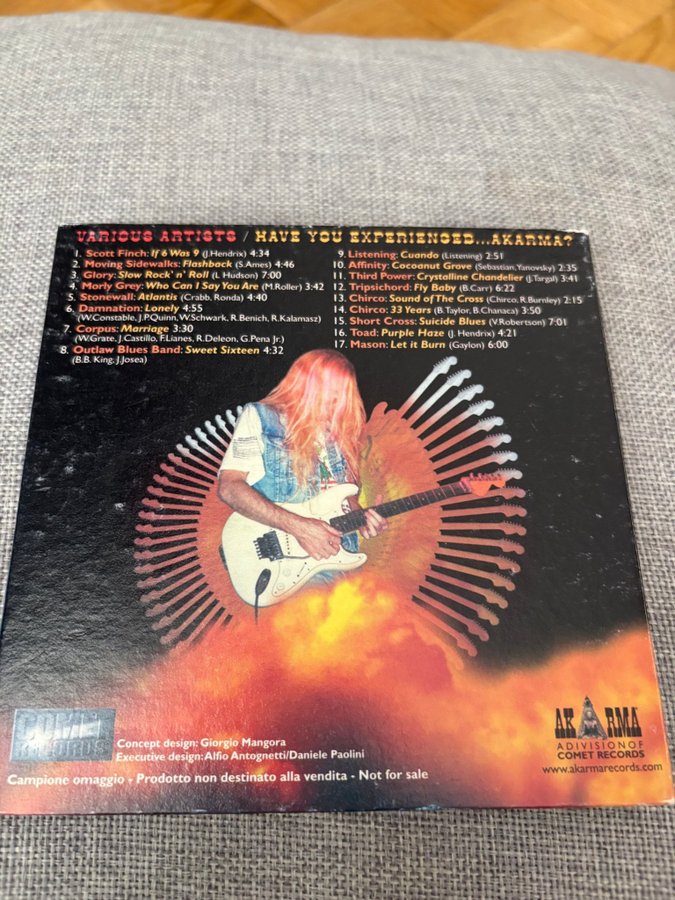 VARIOUS ARTISTS / HAVE YOU EXPERIENCED...AKARMA?
1. Scott Finch: If 6 Was 9 (J.Hendrix) 4:34
2. Moving Sidewalks: Flashback (S.Ames) 4:46
3. Glory: Slow Rock' n' Roll (L Hudson) 7:00
4. Morly Grey: Who Can I Say You Are (M.Roller) 3:42
5. Stonewall: Atlantis (Crabb, Ronda) 4:40
6. Damnation: Lonely 4:55
(W.Constable, J.P.Quinn, W.Schwark, R.Benich, R.Kalamasz)
7. Corpus: Marriage 3:30
(W.Grate, J.Castillo, F.Lianes, R.Deleon, G.Pena Jr.)
8. Outlaw Blues Band: Sweet Sixteen 4:32
(B.B. King, J.Josea)
9. Listening: Cuando (Listening) 2:51
10. Affinity: Cocoanut Grove (Sebastian,Yanovsky) 2:35
11. Third Power: Crystalline Chandelier (J.Targal) 3:41
12. Tripsichord: Fly Baby (B.Carr) 6:22
13. Chirco: Sound of The Cross (Chirco, R.Burnley) 2:15
14. Chirco: 33 Years (B.Taylor, B.Chanaca) 3:50
15. Short Cross: Suicide Blues (V.Robertson) 7:01
16. Toad: Purple Haze (J. Hendrix) 4:21
17. Mason: Let it Burn (Gaylon) 6:00
COMET
RECORDS
Concept design: Giorgio Mangora
Executive design: Alfio Antognetti/Daniele Paolini
Campione omaggio - Prodotto non destinato alla vendita - Not for sale
AKARMA
A DIVISION OF
COMET RECORDS
www.akarmarecords.com